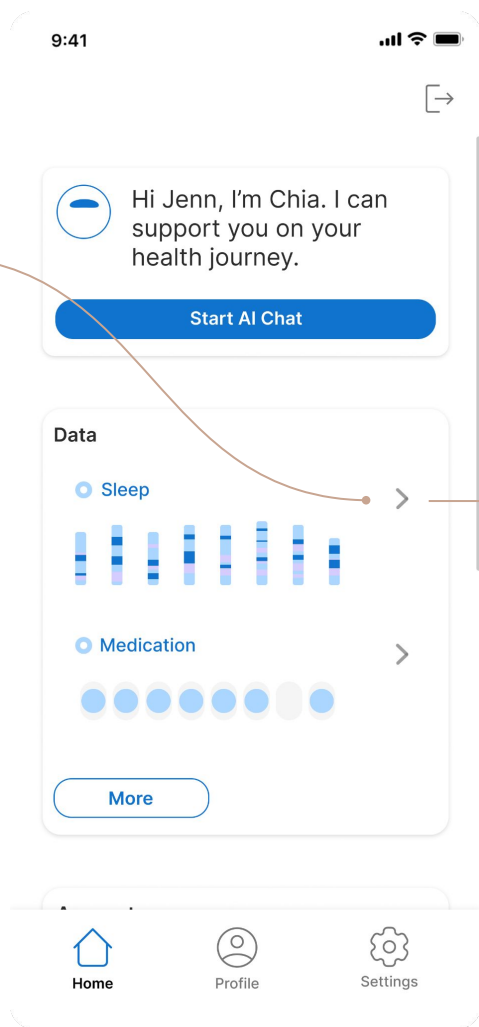 9:41
Hi Jenn, I'm Chia. I can
support you on your
health journey.
Start AI Chat
Data
Sleep
Medication
More
Home
Profile
Settings